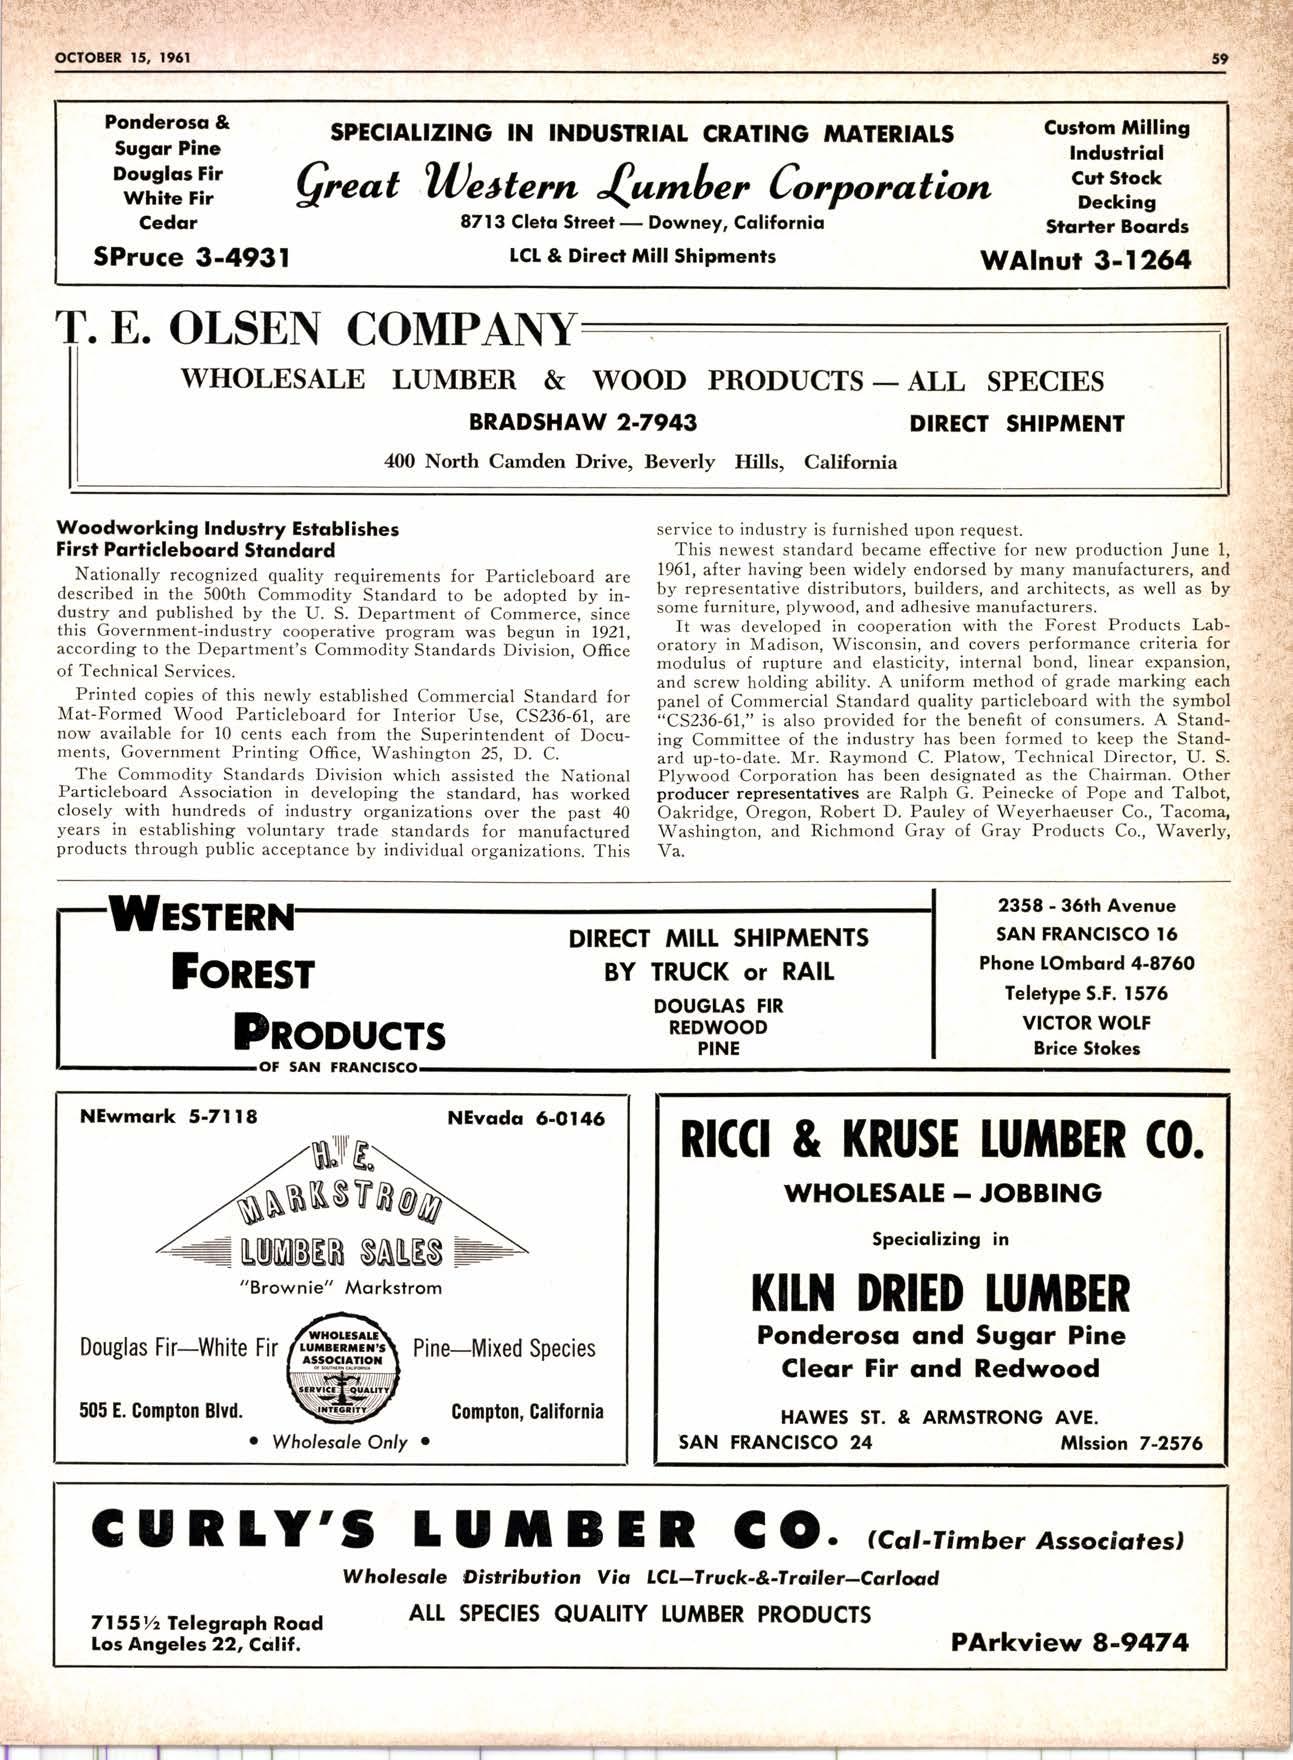 OCTOBER 15, 1961
59
Ponderosa &
Sugar Pine
Douglas Fir
White Fir
Cedar
SPruce 3-4931
SPECIALIZING IN INDUSTRIAL CRATING MATERIALS
Great Western Lumber Corporation
8713 Cleta Street — Downey, California
LCL & Direct Mill Shipments
Custom Milling
Industrial
Cut Stock
Decking
Starter Boards
WAlnut 3-1264
T. E. OLSEN COMPANY
WHOLESALE LUMBER & WOOD PRODUCTS — ALL SPECIES
BRADSHAW 2-7943
DIRECT SHIPMENT
400 North Camden Drive, Beverly Hills, California
Woodworking Industry Establishes
First Particleboard Standard
Nationally recognized quality requirements for Particleboard are
described in the 500th Commodity Standard to be adopted by in-
dustry and published by the U. S. Department of Commerce, since
this Government-industry cooperative program was begun in 1921,
according to the Department's Commodity Standards Division, Office
of Technical Services.
Printed copies of this newly established Commercial Standard for
Mat-Formed Wood Particleboard for Interior Use, CS236-61, are
now available for 10 cents each from the Superintendent of Docu-
ments, Government Printing Office, Washington 25, D. C.
The Commodity Standards Division which assisted the National
Particleboard Association in developing the standard, has worked
closely with hundreds of industry organizations over the past 40
years in establishing voluntary trade standards for manufactured
products through public acceptance by individual organizations. This
service to industry is furnished upon request.
This newest standard became effective for new production June 1,
1961, after having been widely endorsed by many manufacturers, and
by representative distributors, builders, and architects, as well as by
some furniture, plywood, and adhesive manufacturers.
It was developed in cooperation with the Forest Products Lab-
oratory in Madison, Wisconsin, and covers performance criteria for
modulus of rupture and elasticity, internal bond, linear expansion,
and screw holding ability. A uniform method of grade marking each
panel of Commercial Standard quality particleboard with the symbol
"CS236-61," is also provided for the benefit of consumers. A Stand-
ing Committee of the industry has been formed to keep the Stand-
ard up-to-date. Mr. Raymond C. Platow, Technical Director, U. S.
Plywood Corporation has been designated as the Chairman. Other
producer representatives are Ralph G. Peinecke of Pope and Talbot,
Oakridge, Oregon, Robert D. Pauley of Weyerhaeuser Co., Tacoma,
Washington, and Richmond Gray of Gray Products Co., Waverly,
Va.
WESTERN
FOREST
PRODUCTS
OF SAN FRANCISCO
DIRECT MILL SHIPMENTS
BY TRUCK or RAIL
DOUGLAS FIR
REDWOOD
PINE
2358 - 36th Avenue
SAN FRANCISCO 16
Phone LOmbard 4-8760
Teletype S.F. 1576
VICTOR WOLF
Brice Stokes
NEwmark 5-7118
NEvada 6-0146
H. E.
MARKSTROM
LUMBER SALES
"Brownie" Markstrom
Douglas Fir—White Fir
WHOLESALE
LUMBERMEN'S
ASSOCIATION
OF SOUTHERN CALIFORNIA
SERVICE QUALITY
INTEGRITY
Pine—Mixed Species
505 E. Compton Blvd.
Compton, California
• Wholesale Only •
RICCI & KRUSE LUMBER CO.
WHOLESALE – JOBBING
Specializing in
KILN DRIED LUMBER
Ponderosa and Sugar Pine
Clear Fir and Redwood
HAWES ST. & ARMSTRONG AVE.
SAN FRANCISCO 24
MIssion 7-2576
CURLY'S LUMBER CO. (Cal-Timber Associates)
Wholesale Distribution Via LCL—Truck-&-Trailer—Carload
ALL SPECIES QUALITY LUMBER PRODUCTS
7155½ Telegraph Road
Los Angeles 22, Calif.
PArkview 8-9474